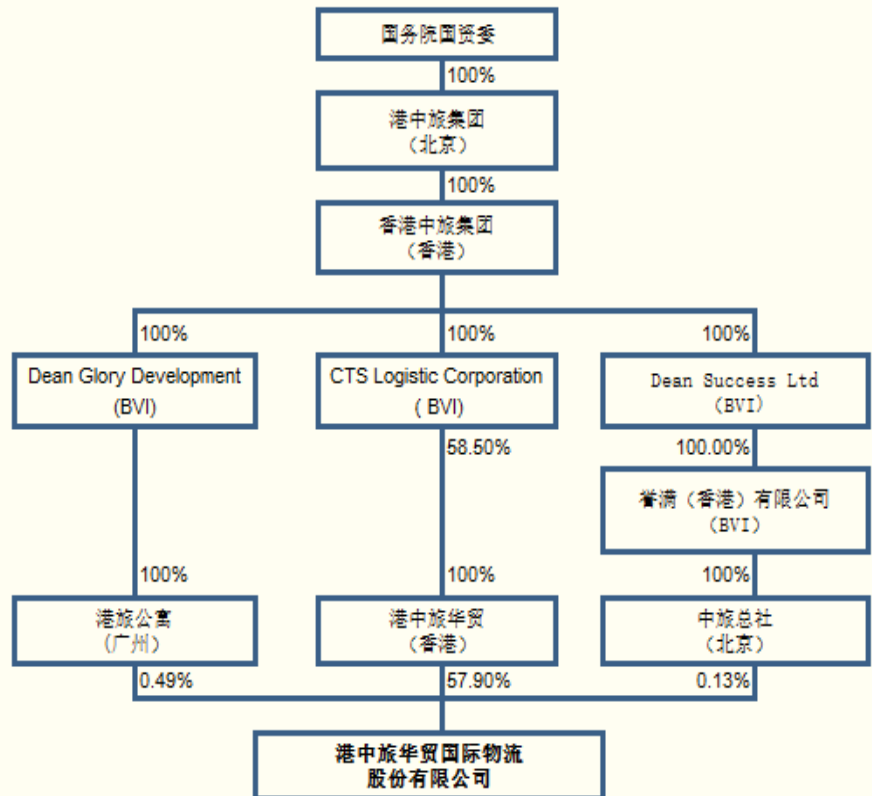 国务院国资委
100%
港中旅集团
（北京）
100%
香港中旅集团
（香港）
100%
100%
100%
Dean Glory Development
(BVI)
CTS Logistic Corporation
( BVI)
Dean Success Ltd
（BVI）
58.50%
100.00%
誉满（香港）有限公司
（BVI）
100%
100%
100%
港旅公寓
(广州）
港中旅华贸
（香港）
中旅总社
（北京）
0.49%
57.90%
0.13%
港中旅华贸国际物流
股份有限公司